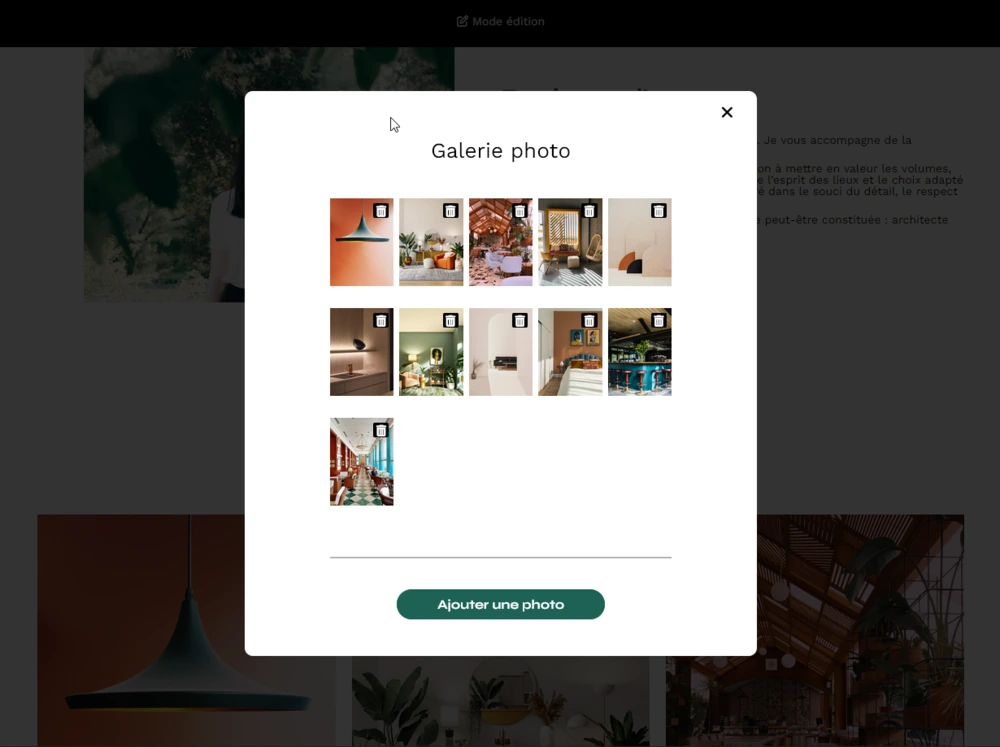 Mode édition
Je vous accompagne de la
on à mettre en valeur les volumes,
l'esprit des lieux et le choix adapté
dans le souci du détail, le respect
peut-être constituée : architecte
Galerie photo
Ajouter une photo